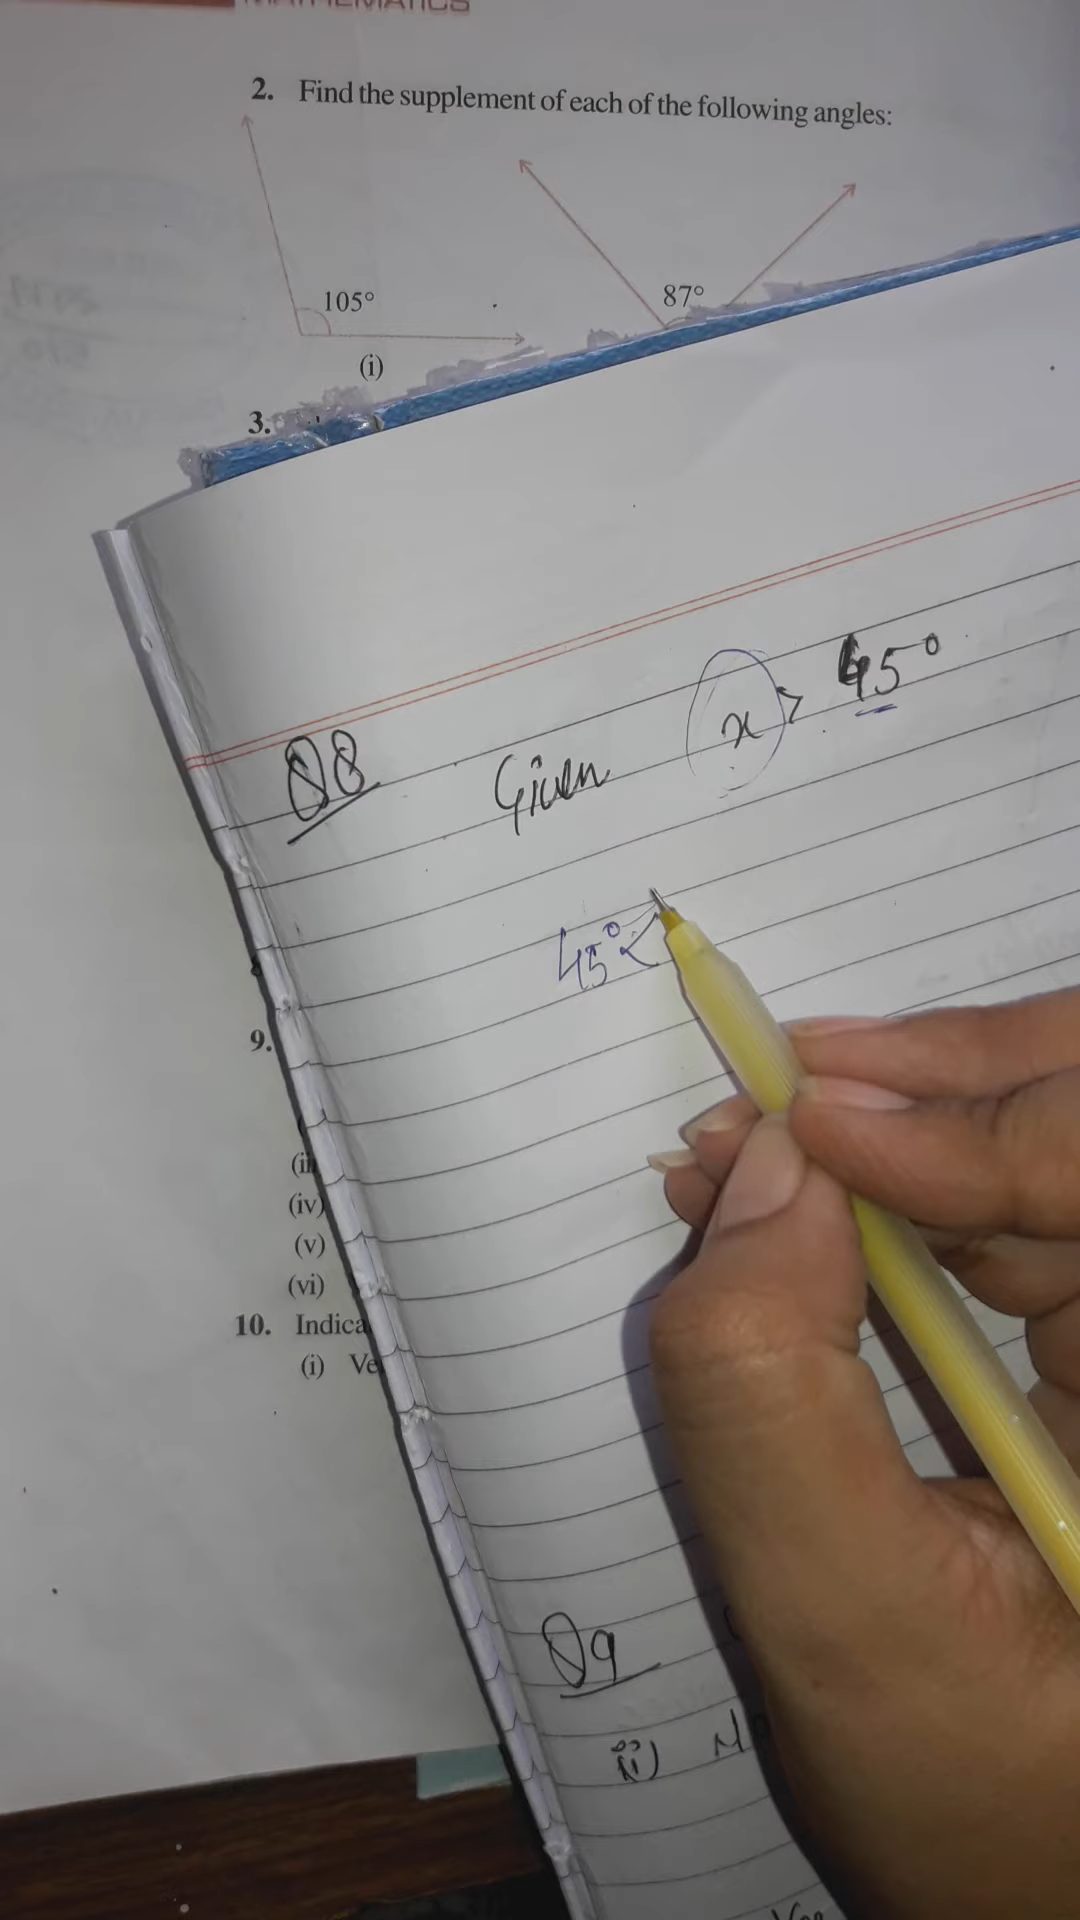 MATHEMATICS
2. Find the supplement of each of the following angles:
105°
87°
(i)
3.
Q8 Given x > 45°
45° <
9.
(iv)
(v)
(vi)
10. Indica
(i) Ve
Q9
ii)